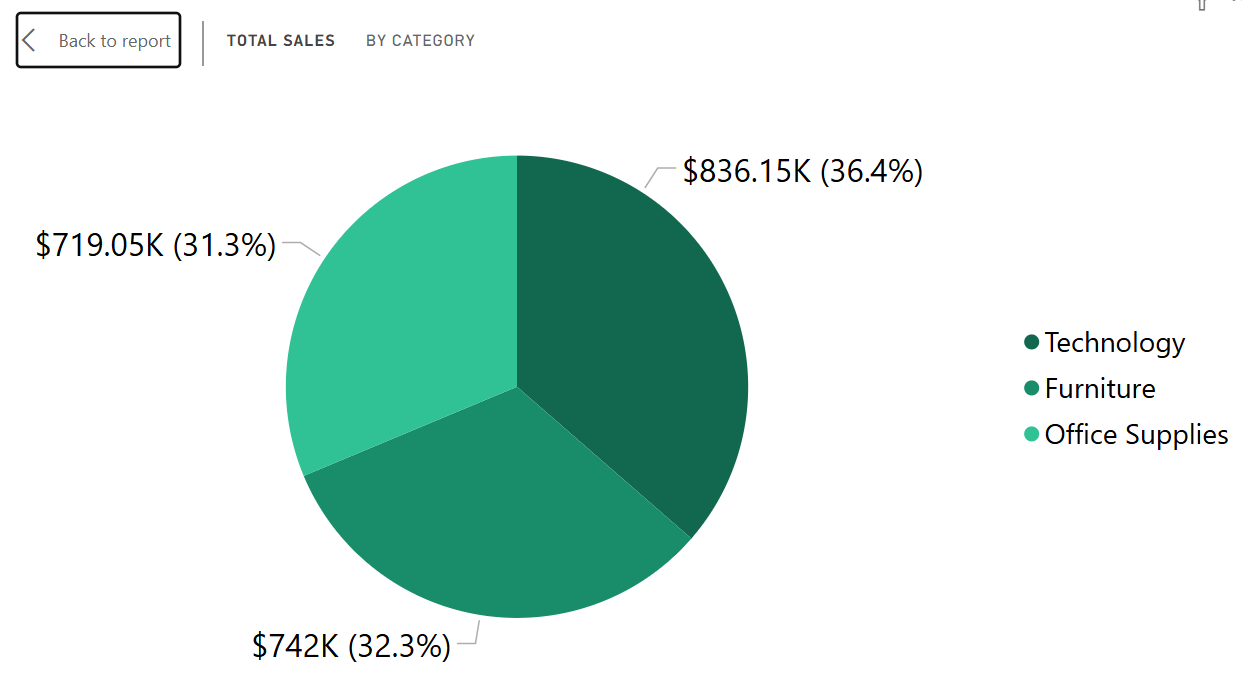 Back to report
TOTAL SALES BY CATEGORY
$836.15K (36.4%)
$719.05K (31.3%)
Technology
Furniture
Office Supplies
$742K (32.3%)